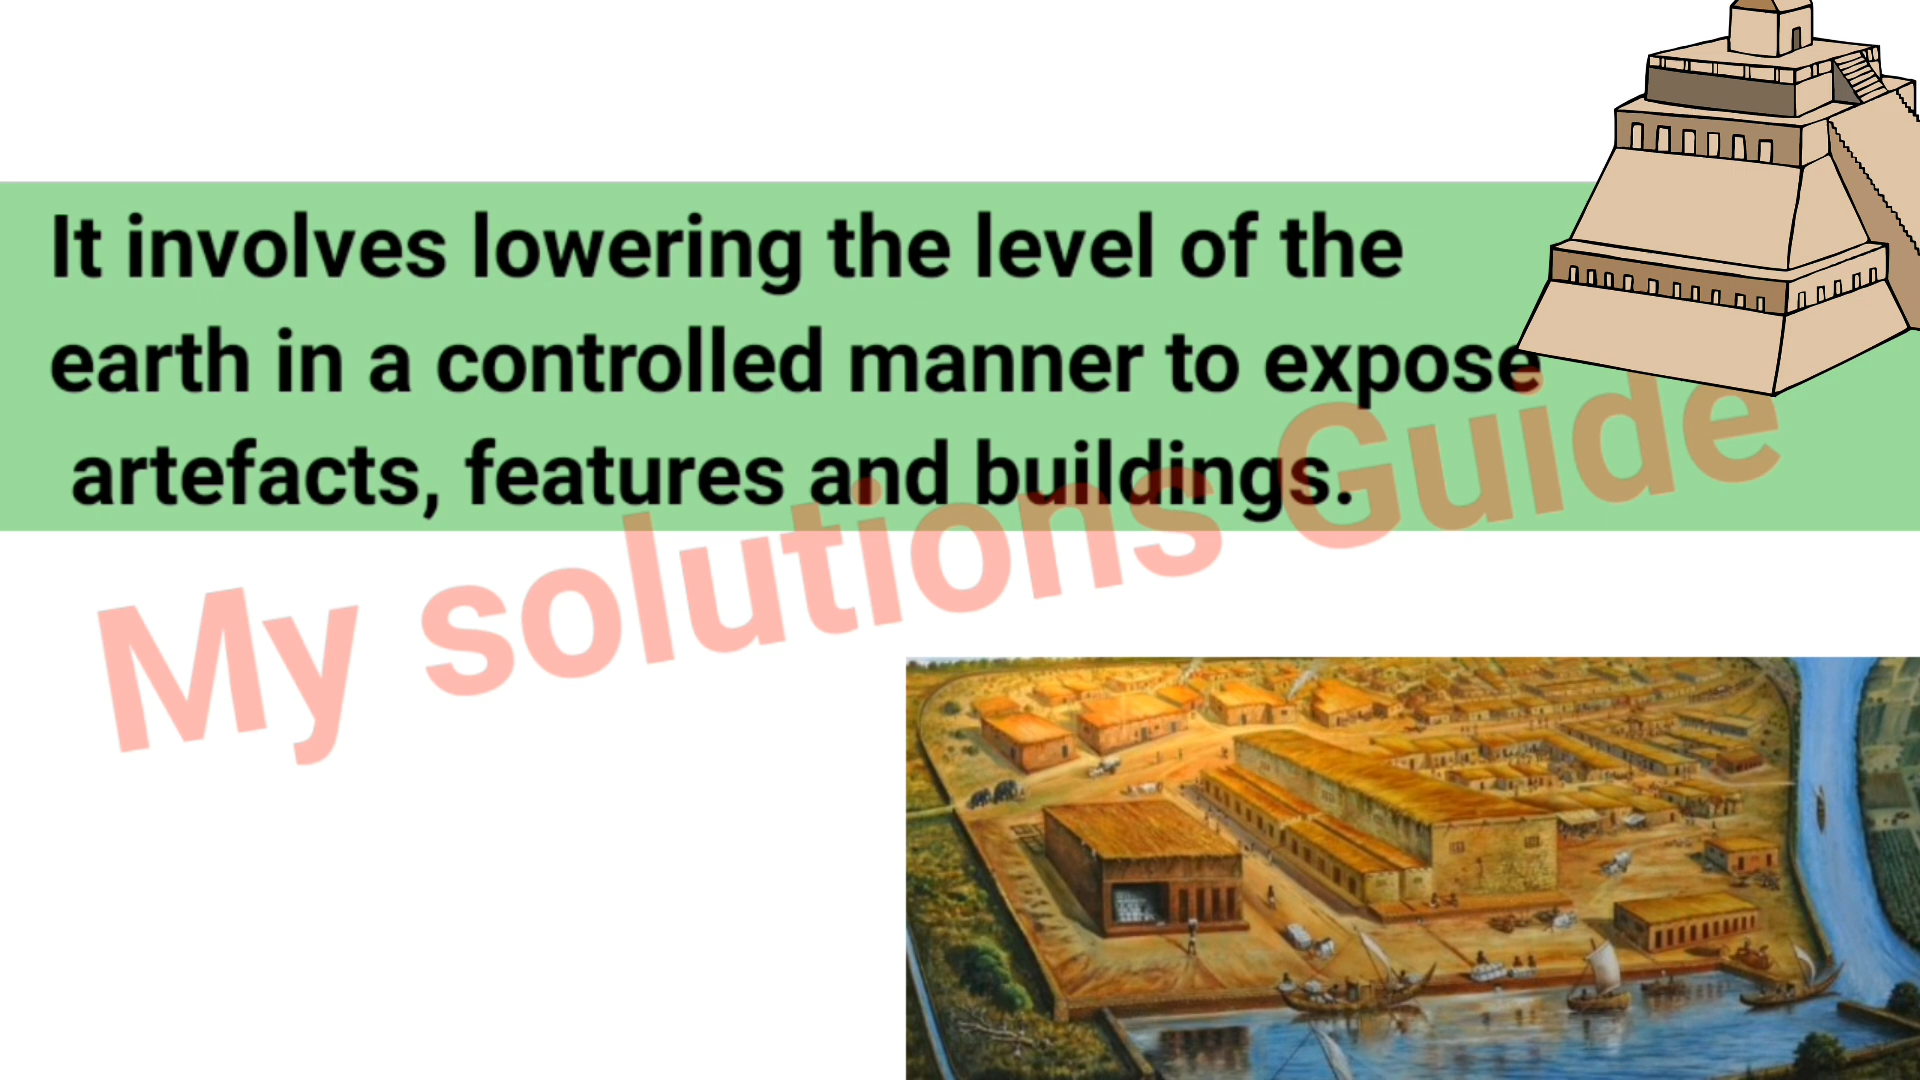 It involves lowering the level of the
earth in a controlled manner to expose
artefacts, features and buildings.
My solutions Guide